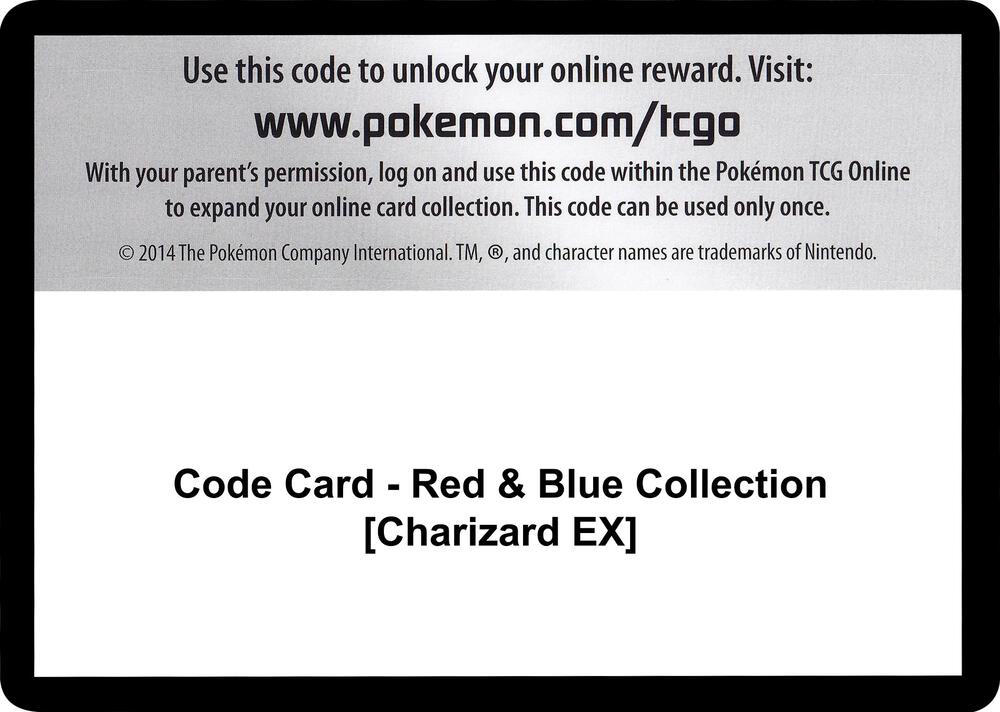 Use this code to unlock your online reward. Visit:
www.pokemon.com/tcgo
With your parent's permission, log on and use this code within the Pokémon TCG Online
to expand your online card collection. This code can be used only once.
© 2014 The Pokémon Company International. TM, ®, and character names are trademarks of Nintendo.
Code Card - Red & Blue Collection
[Charizard EX]